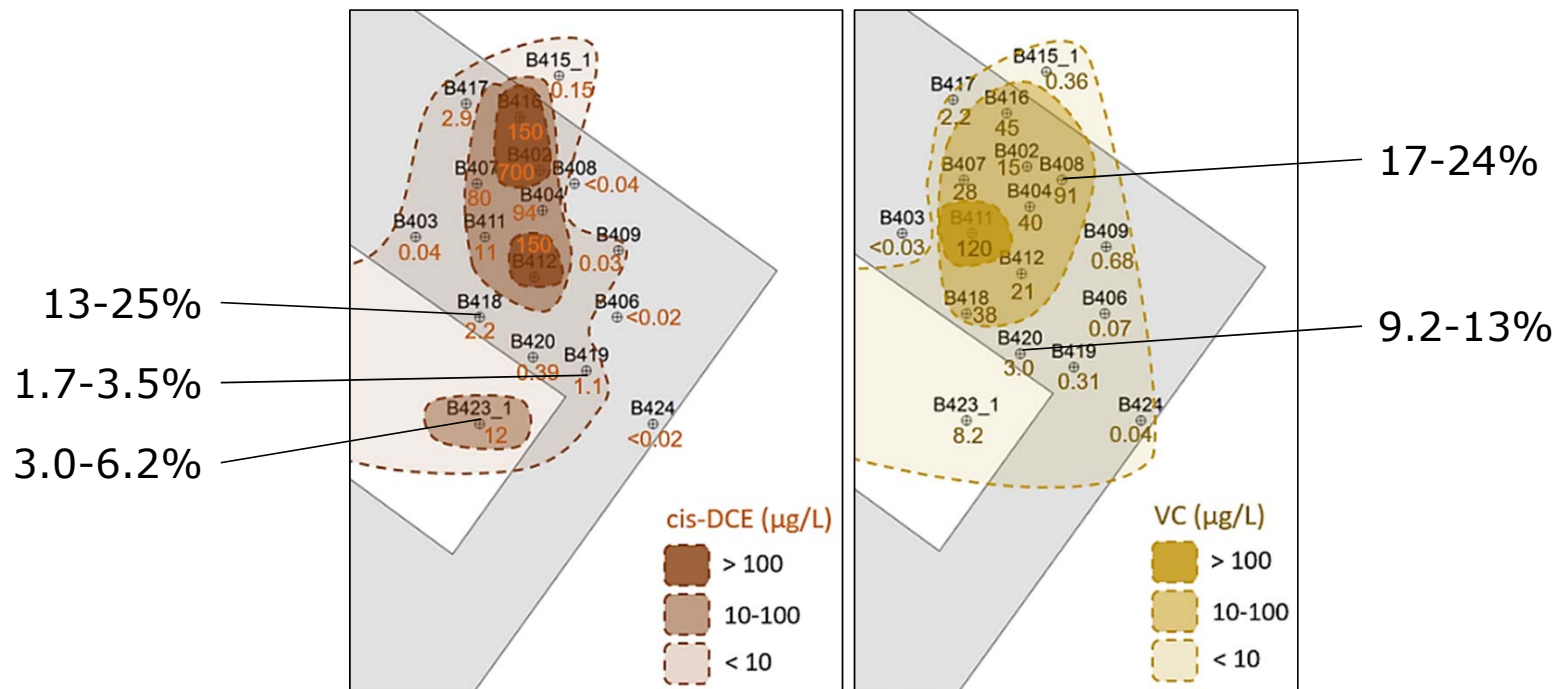 13-25%
1.7-3.5%
3.0-6.2%
B415_1
0.15
B417
2.9
B416
150
B402
700
B407
80
B408
<0.04
B404
94
B403
0.04
B411
11
150
B412
B409
0.03
B418
2.2
B406
<0.02
B420
0.39
B419
1.1
B423_1
12
B424
<0.02
cis-DCE (µg/L)
> 100
10-100
< 10
B415_1
0.36
B417
2.2
B416
45
B402
15
B407
28
B408
91
B404
40
B403
<0.03
B411
120
B409
0.68
B412
21
B418
38
B406
0.07
B420
3.0
B419
0.31
B423_1
8.2
B424
0.04
VC (µg/L)
> 100
10-100
< 10
17-24%
9.2-13%